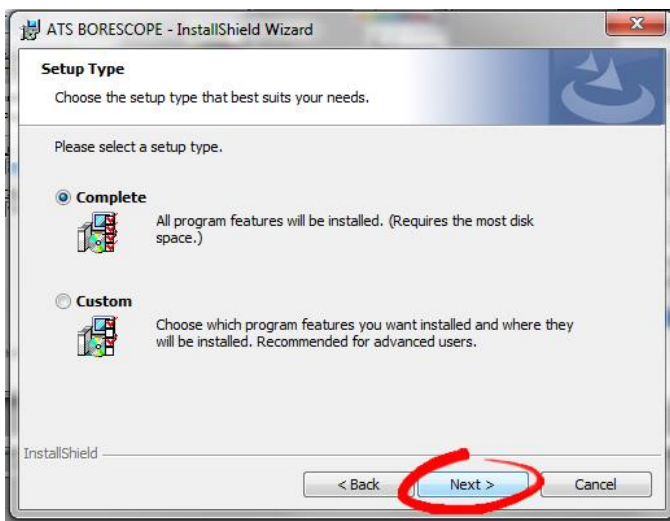 ATS BORESCOPE - InstallShield Wizard
Setup Type
Choose the setup type that best suits your needs.
Please select a setup type.
Complete
All program features will be installed. (Requires the most disk
space.)
Custom
Choose which program features you want installed and where they
will be installed. Recommended for advanced users.
InstallShield
< Back
Next >
Cancel